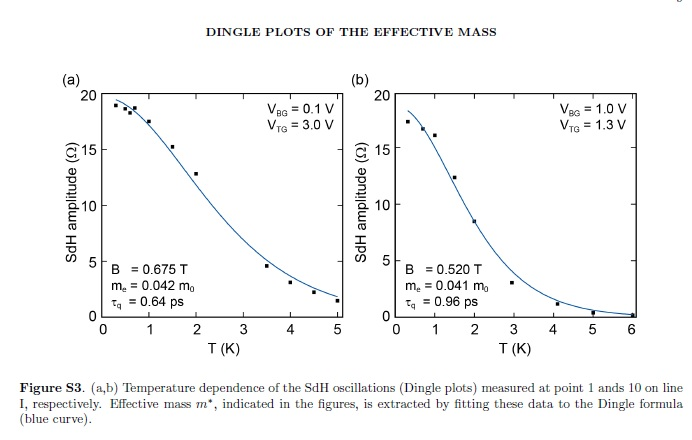 DINGLE PLOTS OF THE EFFECTIVE MASS
(a)
20
15
10
5
0
SdH amplitude (Ω)
V_BG = 0.1 V
V_TG = 3.0 V
B = 0.675 T
m_e = 0.042 m_0
τ_q = 0.64 ps
0 1 2 3 4 5
T (K)
(b)
20
15
10
5
0
SdH amplitude (Ω)
V_BG = 1.0 V
V_TG = 1.3 V
B = 0.520 T
m_e = 0.041 m_0
τ_q = 0.96 ps
0 1 2 3 4 5 6
T (K)
Figure S3. (a,b) Temperature dependence of the SdH oscillations (Dingle plots) measured at point 1 ands 10 on line
I, respectively. Effective mass m*, indicated in the figures, is extracted by fitting these data to the Dingle formula
(blue curve).